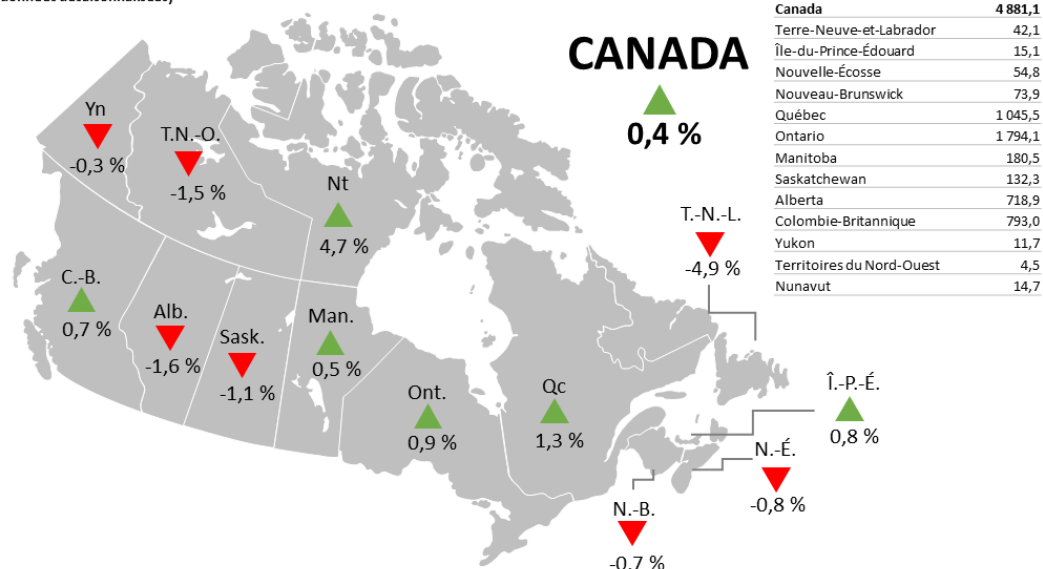 Canada 4 881,1
Terre-Neuve-et-Labrador 42,1
Île-du-Prince-Édouard 15,1
Nouvelle-Écosse 54,8
Nouveau-Brunswick 73,9
Québec 1 045,5
Ontario 1 794,1
Manitoba 180,5
Saskatchewan 132,3
Alberta 718,9
Colombie-Britannique 793,0
Yukon 11,7
Territoires du Nord-Ouest 4,5
Nunavut 14,7
CANADA
0,4 %
Yn
-0,3 %
T.N.-O.
-1,5 %
Nt
4,7 %
T.-N.-L.
-4,9 %
C.-B.
0,7 %
Alb.
-1,6 %
Sask.
-1,1 %
Man.
0,5 %
Ont.
0,9 %
Qc
1,3 %
Î.-P.-É.
0,8 %
N.-É.
-0,8 %
N.-B.
-0,7 %